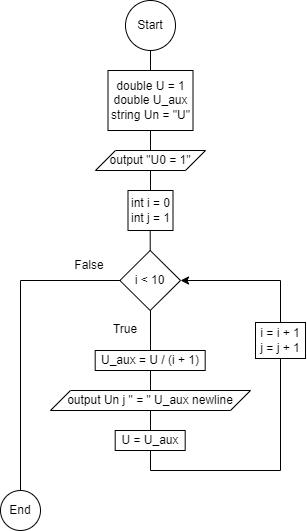 Start
double U = 1
double U_aux
string Un = "U"
output "U0 = 1"
int i = 0
int j = 1
False
i < 10
True
i = i + 1
j = j + 1
U_aux = U / (i + 1)
output Un j " = " U_aux newline
U = U_aux
End